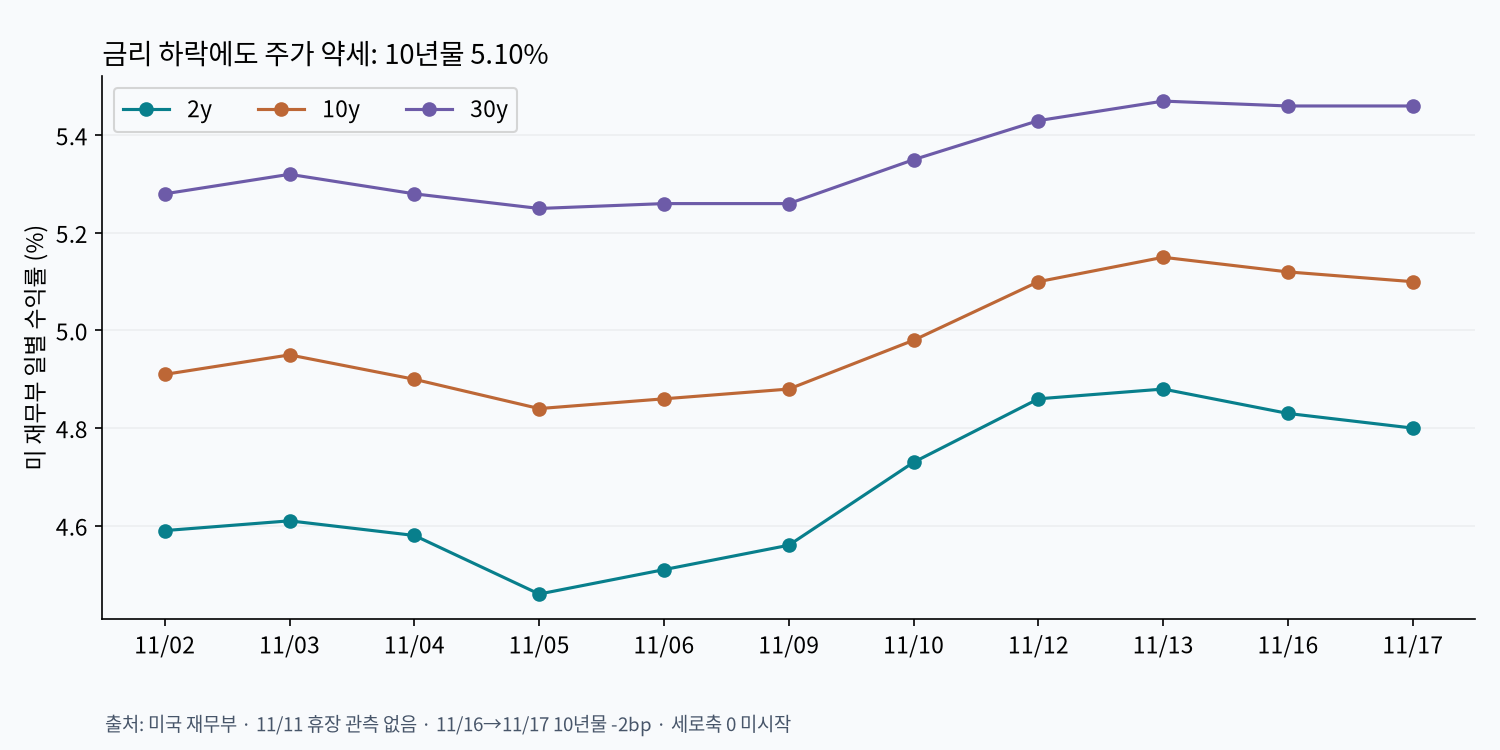 금리 하락에도 주가 약세: 10년물 5.10%
2y 10y 30y
미 재무부 일별 수익률 (%)
5.4
5.2
5.0
4.8
4.6
11/02 11/03 11/04 11/05 11/06 11/09 11/10 11/12 11/13 11/16 11/17
출처: 미국 재무부 · 11/11 휴장 관측 없음 · 11/16→11/17 10년물 -2bp · 세로축 0 미시작